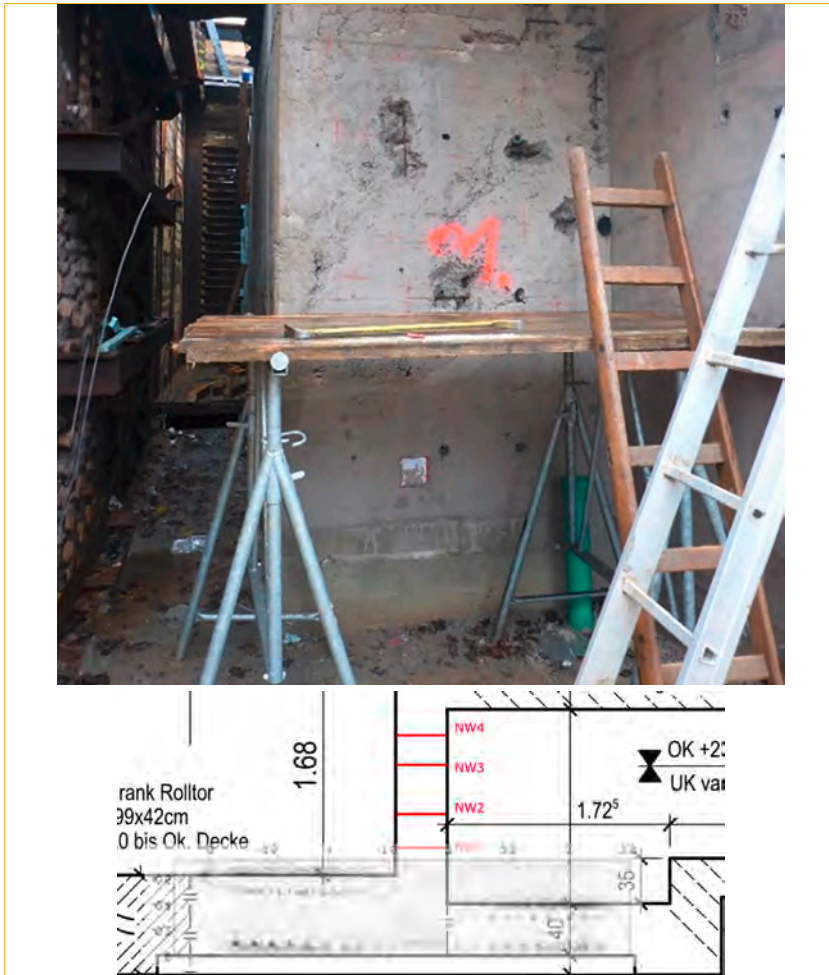 M.
NW4
1.68
NW3
OK +23
UK var
rank Rolltor
99x42cm
0 bis Ok. Decke
NW2
1.72⁵
35
40